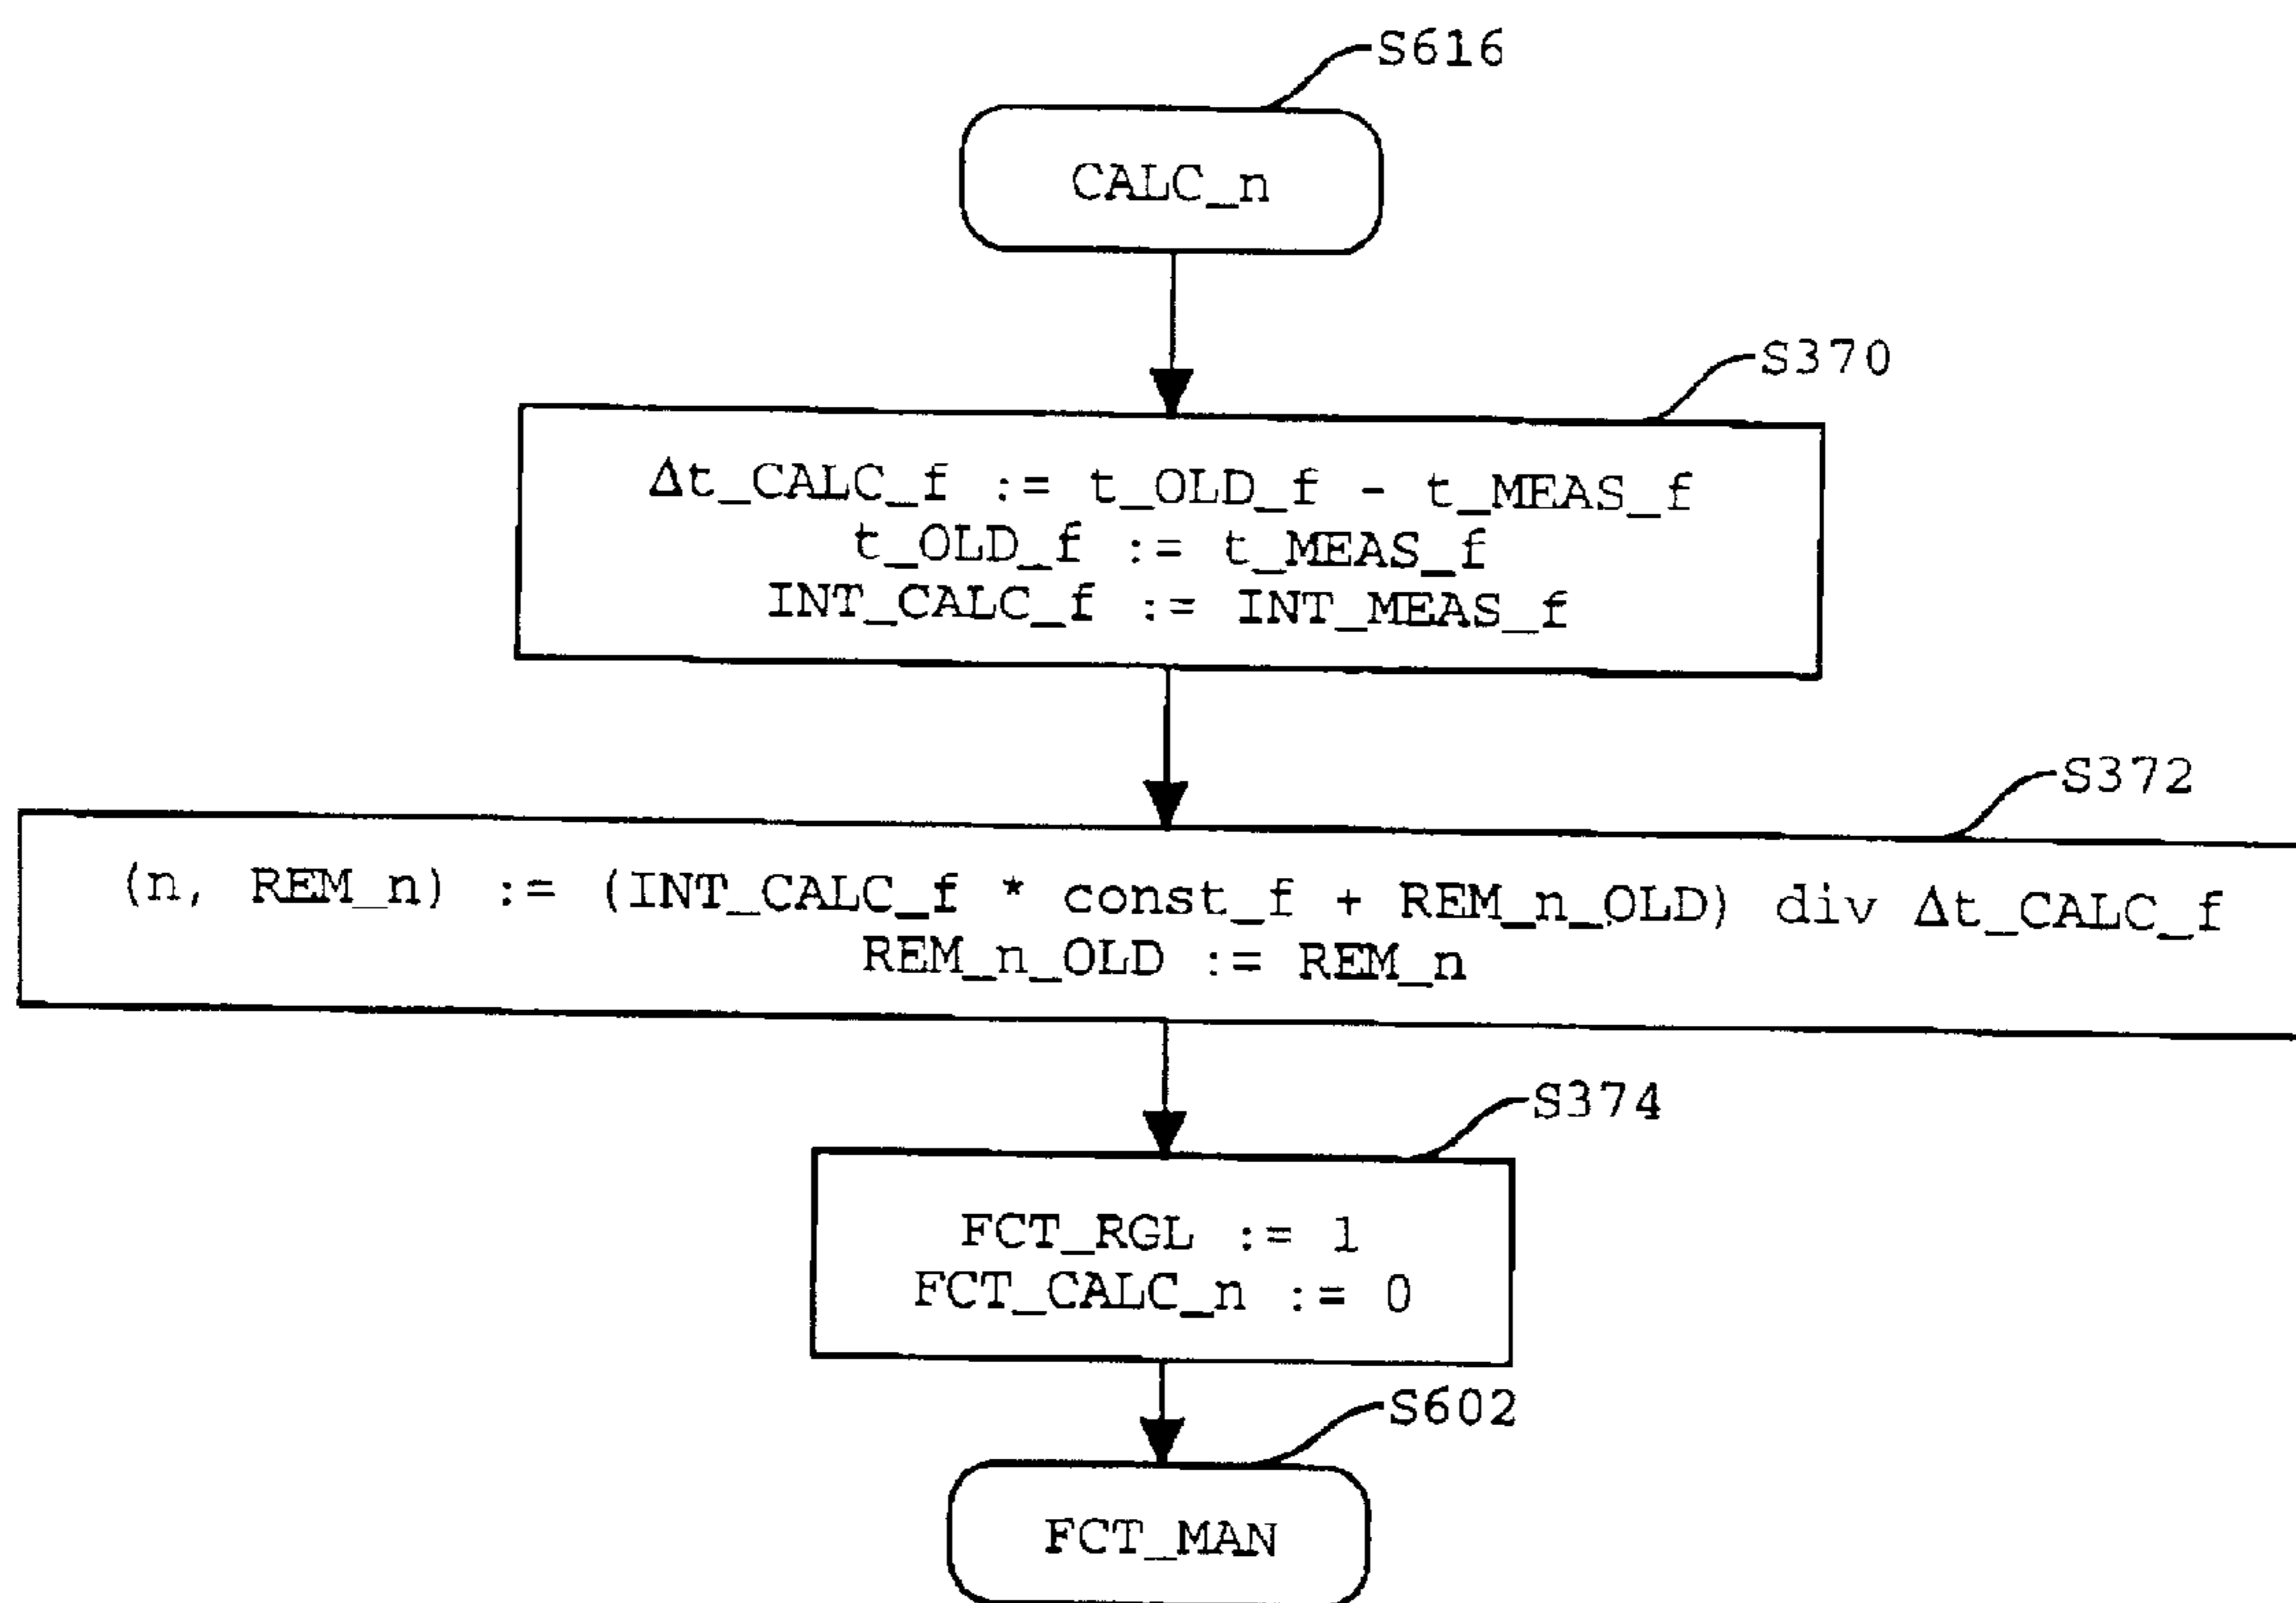 S616
CALC_n
S370
Δt_CALC_f := t_OLD_f - t_MEAS_f
t_OLD_f := t_MEAS_f
INT_CALC_f := INT_MEAS_f
S372
(n, REM_n) := (INT_CALC_f * const_f + REM_n_OLD) div Δt_CALC_f
REM_n_OLD := REM_n
S374
FCT_RGL := 1
FCT_CALC_n := 0
S602
FCT_MAN